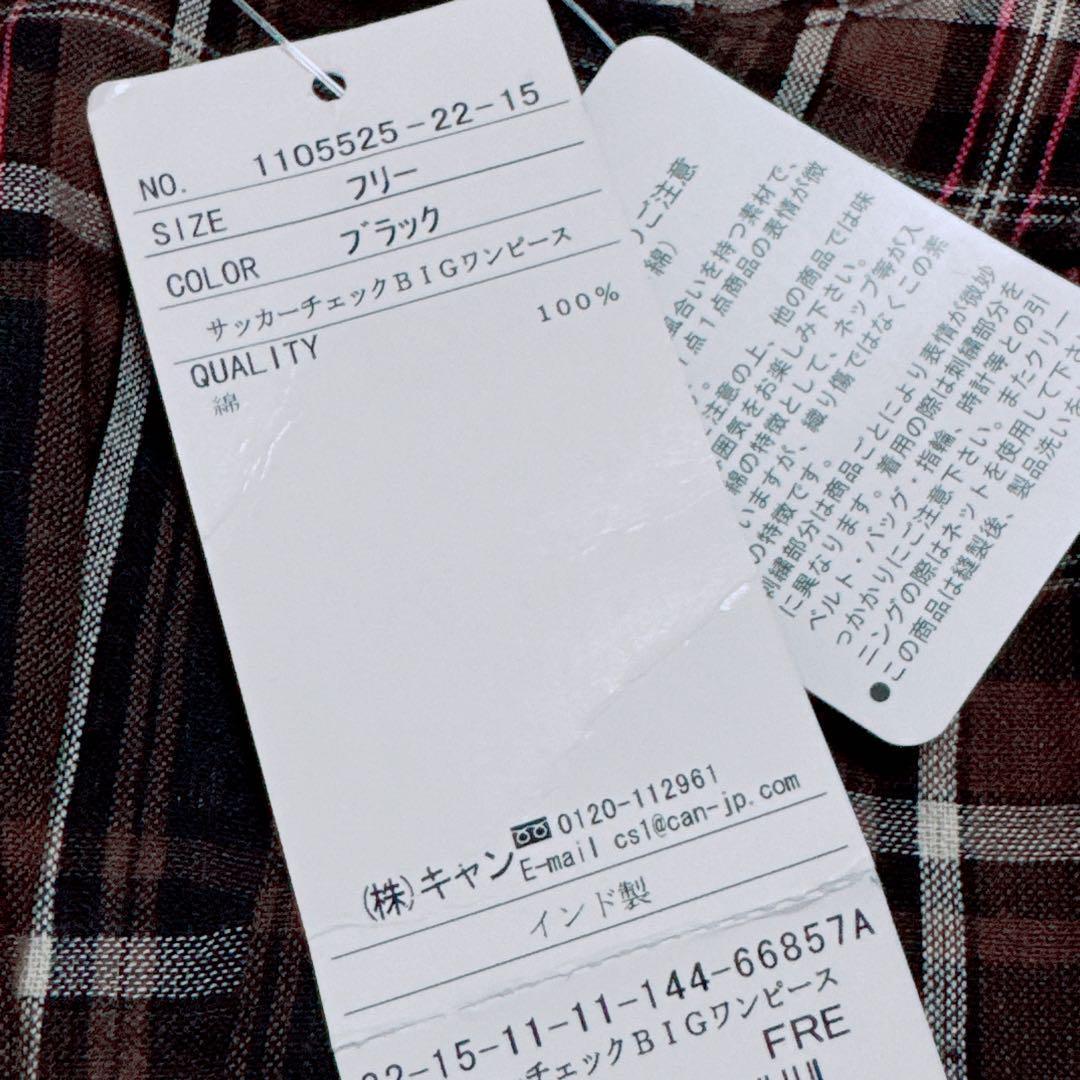 NO. 1105525-22-15
SIZE フリー
COLOR ブラック
サッカーチェックBIGワンピース
QUALITY
綿 100%
(株)キャン 0120-112961
E-mail cs1@can-jp.com
インド製
2-15-11-11-144-66857A
チェックBIGワンピース
FRE
ご注意
綿)
合いを持つ素材で、
点1点商品の表情が微
。
注意の上、他の商品では味
囲気をお楽しみ下さい。
綿の特徴として、ネップ等が入
いますが、織り傷ではなくこの素
の特徴です。
刺繍部分は商品ごとにより表情が微妙
に異なります。着用の際は刺繍部分を
ベルト・バッグ・指輪、時計等との引
っかかりにご注意下さい。またクリー
ニングの際はネットを使用して下さ
この商品は縫製後、製品洗いを